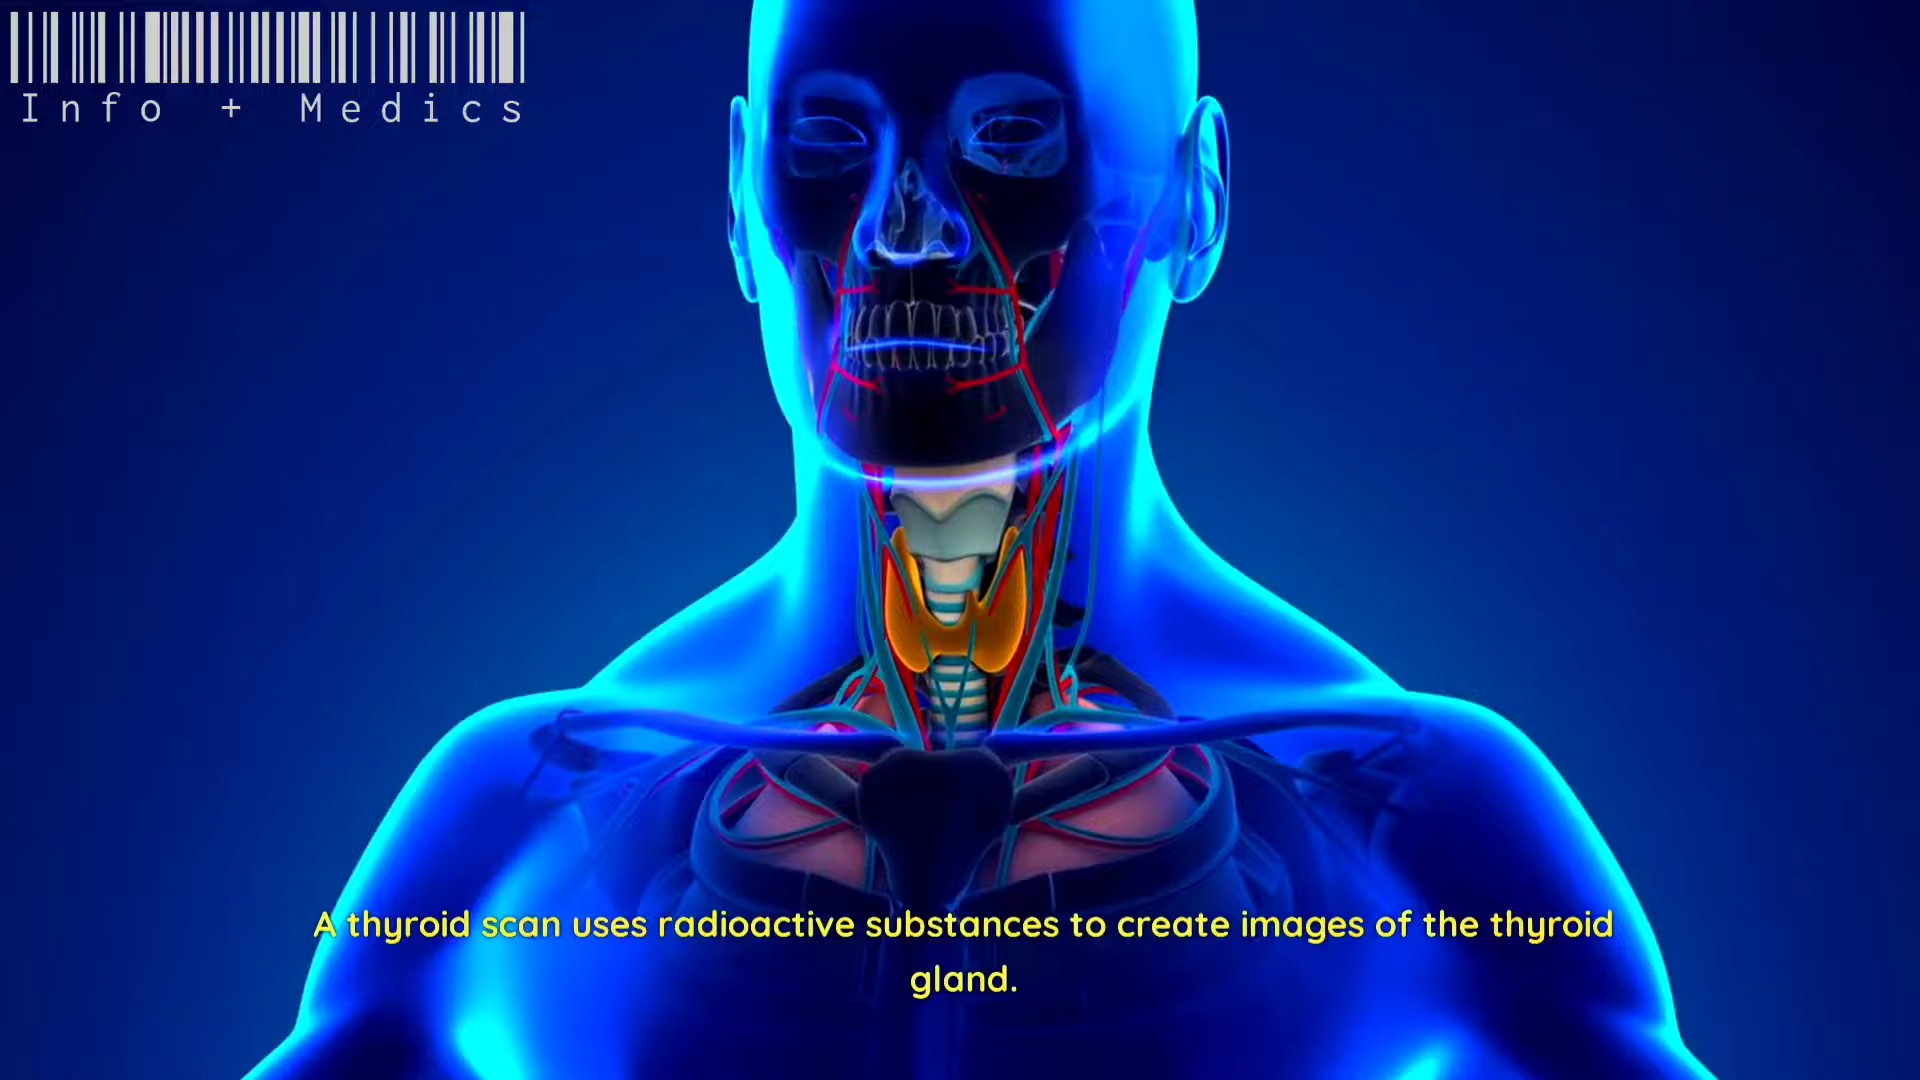 Info + Medics
A thyroid scan uses radioactive substances to create images of the thyroid
gland.